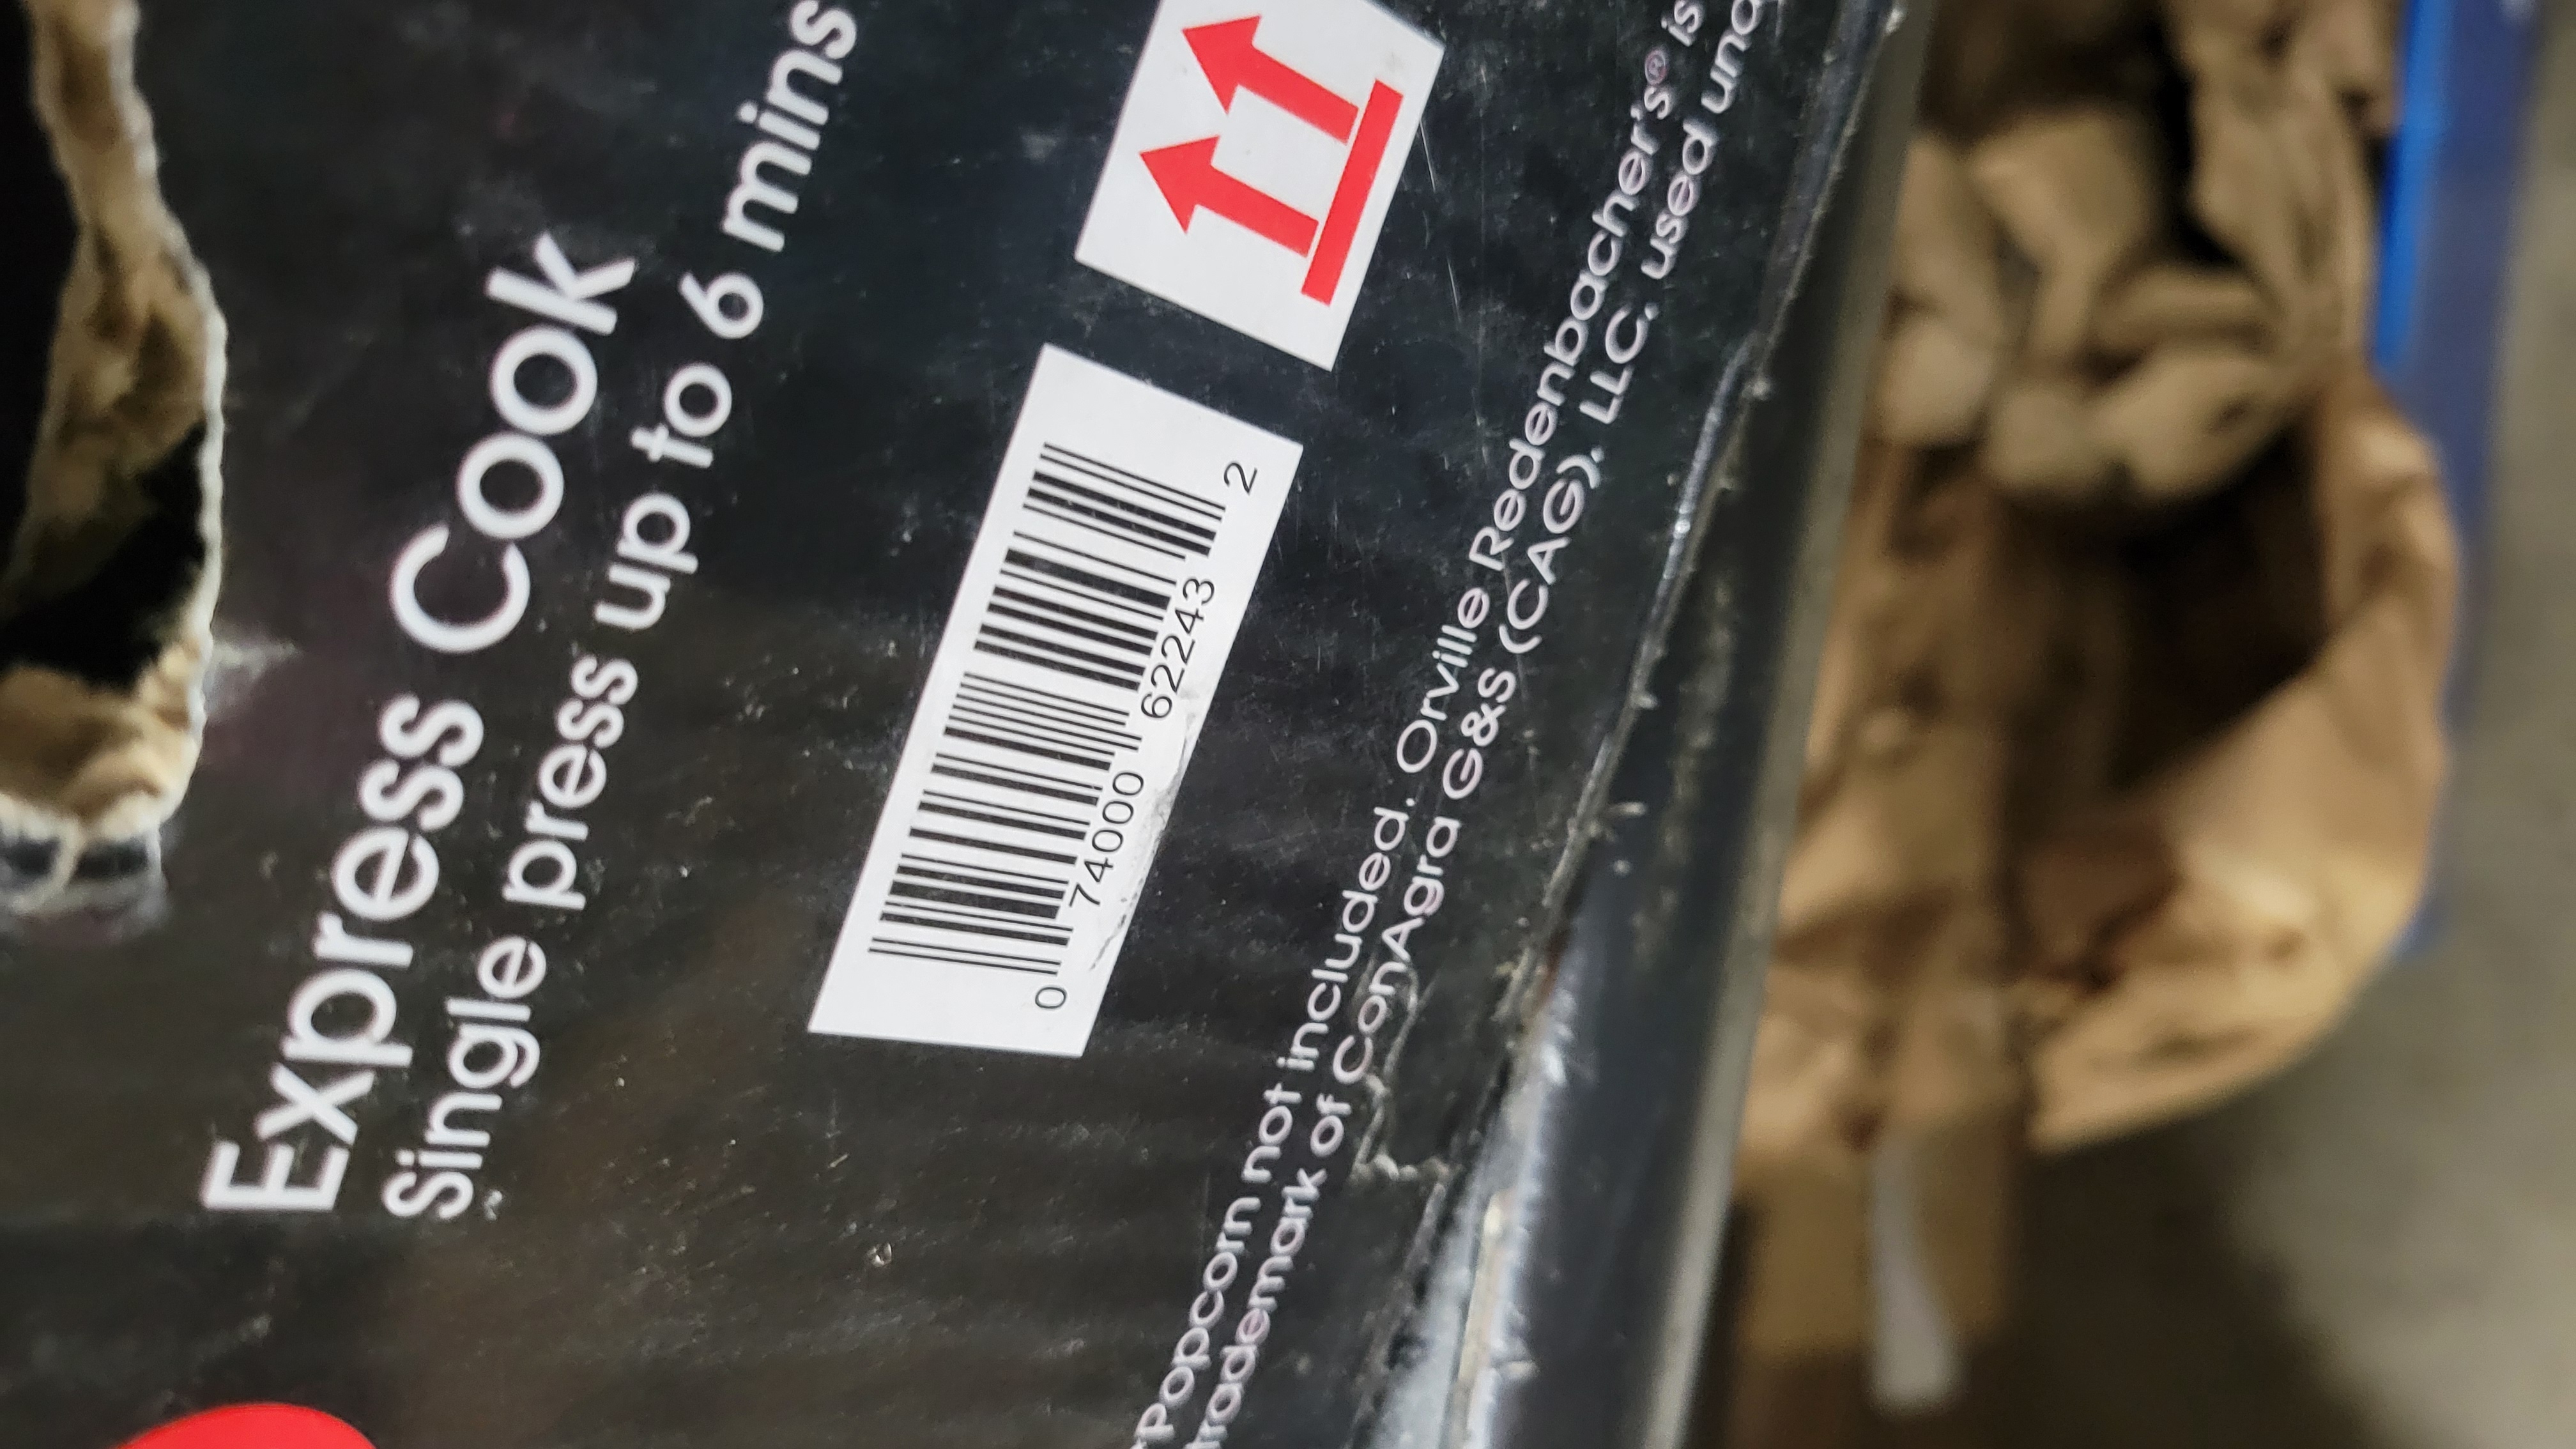 Express Cook
Single press up to 6 mins
0 74000 62243 2
*Popcorn not included. Orville Redenbacher's® is
trademark of ConAgra G&S (CAG). LLC. used